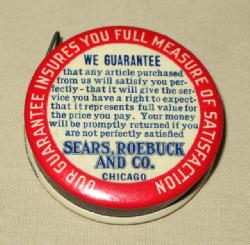 OUR GUARANTEE INSURES YOU FULL MEASURE OF SATISFACTION
WE GUARANTEE
that any article purchased
from us will satisfy you per-
fectly - that it will give the ser-
vice you have a right to expect-
that it represents full value for
the price you pay. Your money
will be promptly returned if you
are not perfectly satisfied
SEARS, ROEBUCK
AND CO.
CHICAGO